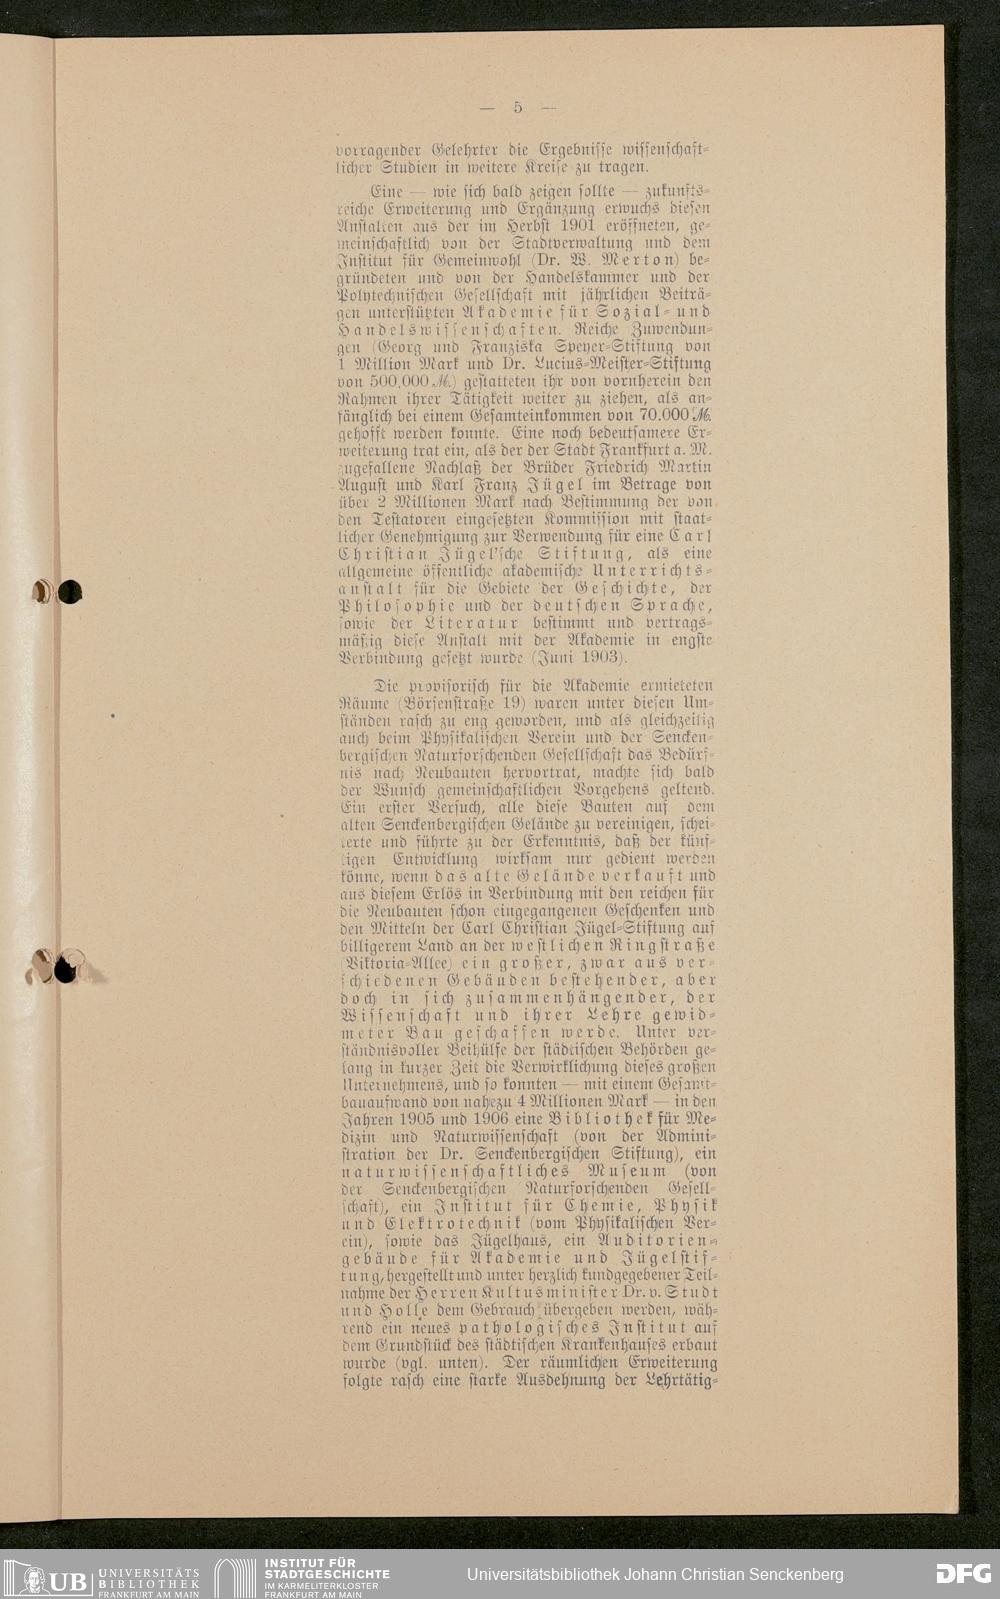 — 5 —
vorragender Gelehrter die Ergebnisse wissenschaft-
licher Studien in weitere Kreise zu tragen.
Eine — wie sich bald zeigen sollte — zukunfts-
reiche Erweiterung und Ergänzung erwuchs diesen
Anstalten aus der im Herbst 1901 eröffneten, ge-
meinschaftlich von der Stadtverwaltung und dem
Institut für Gemeinwohl (Dr. W. Merton) be-
gründeten und von der Handelskammer und der
Polytechnischen Gesellschaft mit jährlichen Beiträ-
gen unterstützten Akademie für Sozial- und
Handelswissenschaften. Reiche Zuwendun-
gen (Georg und Franziska Speyer-Stiftung von
1 Million Mark und Dr. Lucius-Meister-Stiftung
von 500,000 ℳ.) gestatteten ihr von vornherein den
Rahmen ihrer Tätigkeit weiter zu ziehen, als an-
fänglich bei einem Gesamteinkommen von 70.000 ℳ.
gehofft werden konnte. Eine noch bedeutsamere Er-
weiterung trat ein, als der der Stadt Frankfurt a. M.
zugefallene Nachlaß der Brüder Friedrich Martin
August und Karl Franz Jügel im Betrage von
über 2 Millionen Mark nach Bestimmung der von
den Testatoren eingesetzten Kommission mit staat-
licher Genehmigung zur Verwendung für eine Carl
Christian Jügel'sche Stiftung, als eine
allgemeine öffentliche akademische Unterrichts-
anstalt für die Gebiete der Geschichte, der
Philosophie und der deutschen Sprache,
sowie der Literatur bestimmt und vertrags-
mäßig diese Anstalt mit der Akademie in engste
Verbindung gesetzt wurde (Juni 1903).
Die provisorisch für die Akademie ermieteten
Räume (Börsenstraße 19) waren unter diesen Um-
ständen rasch zu eng geworden, und als gleichzeitig
auch beim Physikalischen Verein und der Sencken-
bergischen Naturforschenden Gesellschaft das Bedürf-
nis nach Neubauten hervortrat, machte sich bald
der Wunsch gemeinschaftlichen Vorgehens geltend.
Ein erster Versuch, alle diese Bauten auf dem
alten Senckenbergischen Gelände zu vereinigen, schei-
terte und führte zu der Erkenntnis, daß der künf-
tigen Entwicklung wirksam nur gedient werden
könne, wenn das alte Gelände verkauft und
aus diesem Erlös in Verbindung mit den reichen für
die Neubauten schon eingegangenen Geschenken und
den Mitteln der Carl Christian Jügel-Stiftung auf
billigerem Land an der westlichen Ringstraße
(Viktoria-Allee) ein großer, zwar aus ver-
schiedenen Gebäuden bestehender, aber
doch in sich zusammenhängender, der
Wissenschaft und ihrer Lehre gewid-
meter Bau geschaffen werde. Unter ver-
ständnisvoller Beihülfe der städtischen Behörden ge-
lang in kurzer Zeit die Verwirklichung dieses großen
Unternehmens, und so konnten — mit einem Gesamt-
bauaufwand von nahezu 4 Millionen Mark — in den
Jahren 1905 und 1906 eine Bibliothek für Me-
dizin und Naturwissenschaft (von der Admini-
stration der Dr. Senckenbergischen Stiftung), ein
naturwissenschaftliches Museum (von
der Senckenbergischen Naturforschenden Gesell-
schaft), ein Institut für Chemie, Physik
und Elektrotechnik (vom Physikalischen Ver-
ein), sowie das Jügelhaus, ein Auditorien-
gebäude für Akademie und Jügelstif-
tung, hergestellt und unter herzlich kundgegebener Teil-
nahme der Herren Kultusminister Dr. v. Studt
und Holle dem Gebrauch übergeben werden, wäh-
rend ein neues pathologisches Institut auf
dem Grundstück des städtischen Krankenhauses erbaut
wurde (vgl. unten). Der räumlichen Erweiterung
folgte rasch eine starke Ausdehnung der Lehrtätig-
UB UNIVERSITÄTS
BIBLIOTHEK
FRANKFURT AM MAIN
INSTITUT FÜR
STADTGESCHICHTE
IM KARMELITERKLOSTER
FRANKFURT AM MAIN
Universitätsbibliothek Johann Christian Senckenberg
DFG